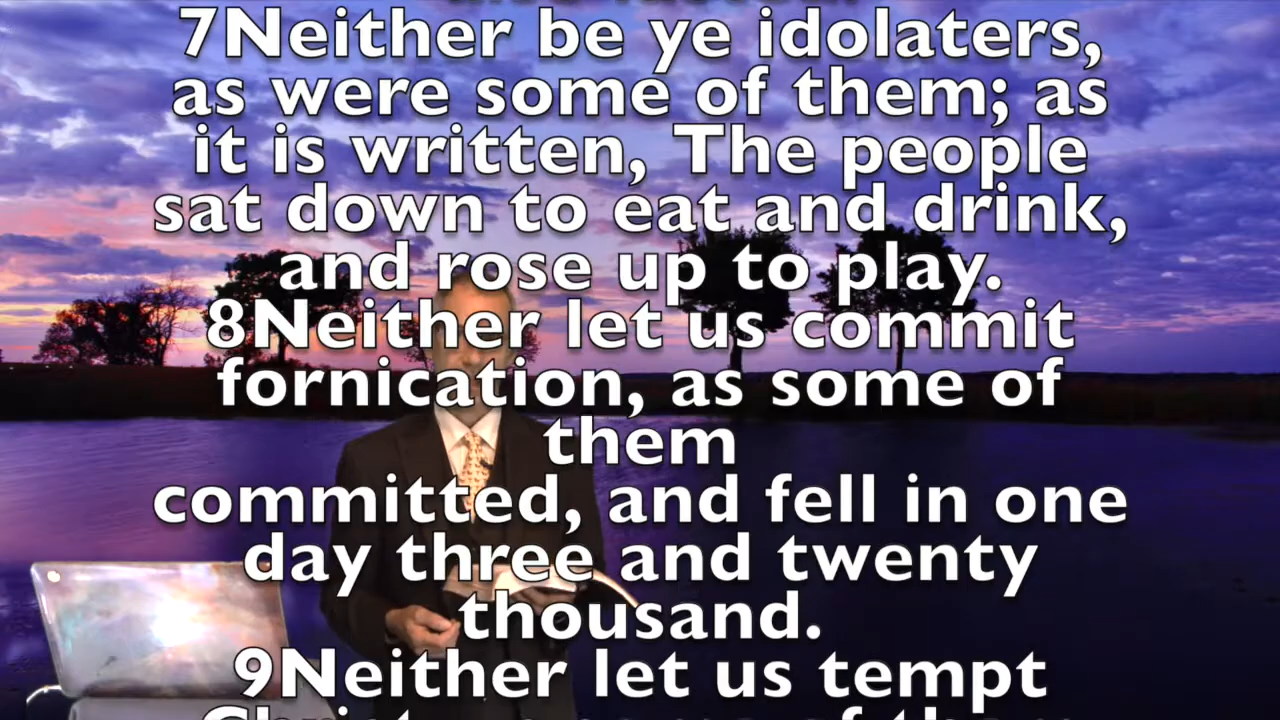 7Neither be ye idolaters,
as were some of them; as
it is written, The people
sat down to eat and drink,
and rose up to play.
8Neither let us commit
fornication, as some of
them
committed, and fell in one
day three and twenty
thousand.
9Neither let us tempt